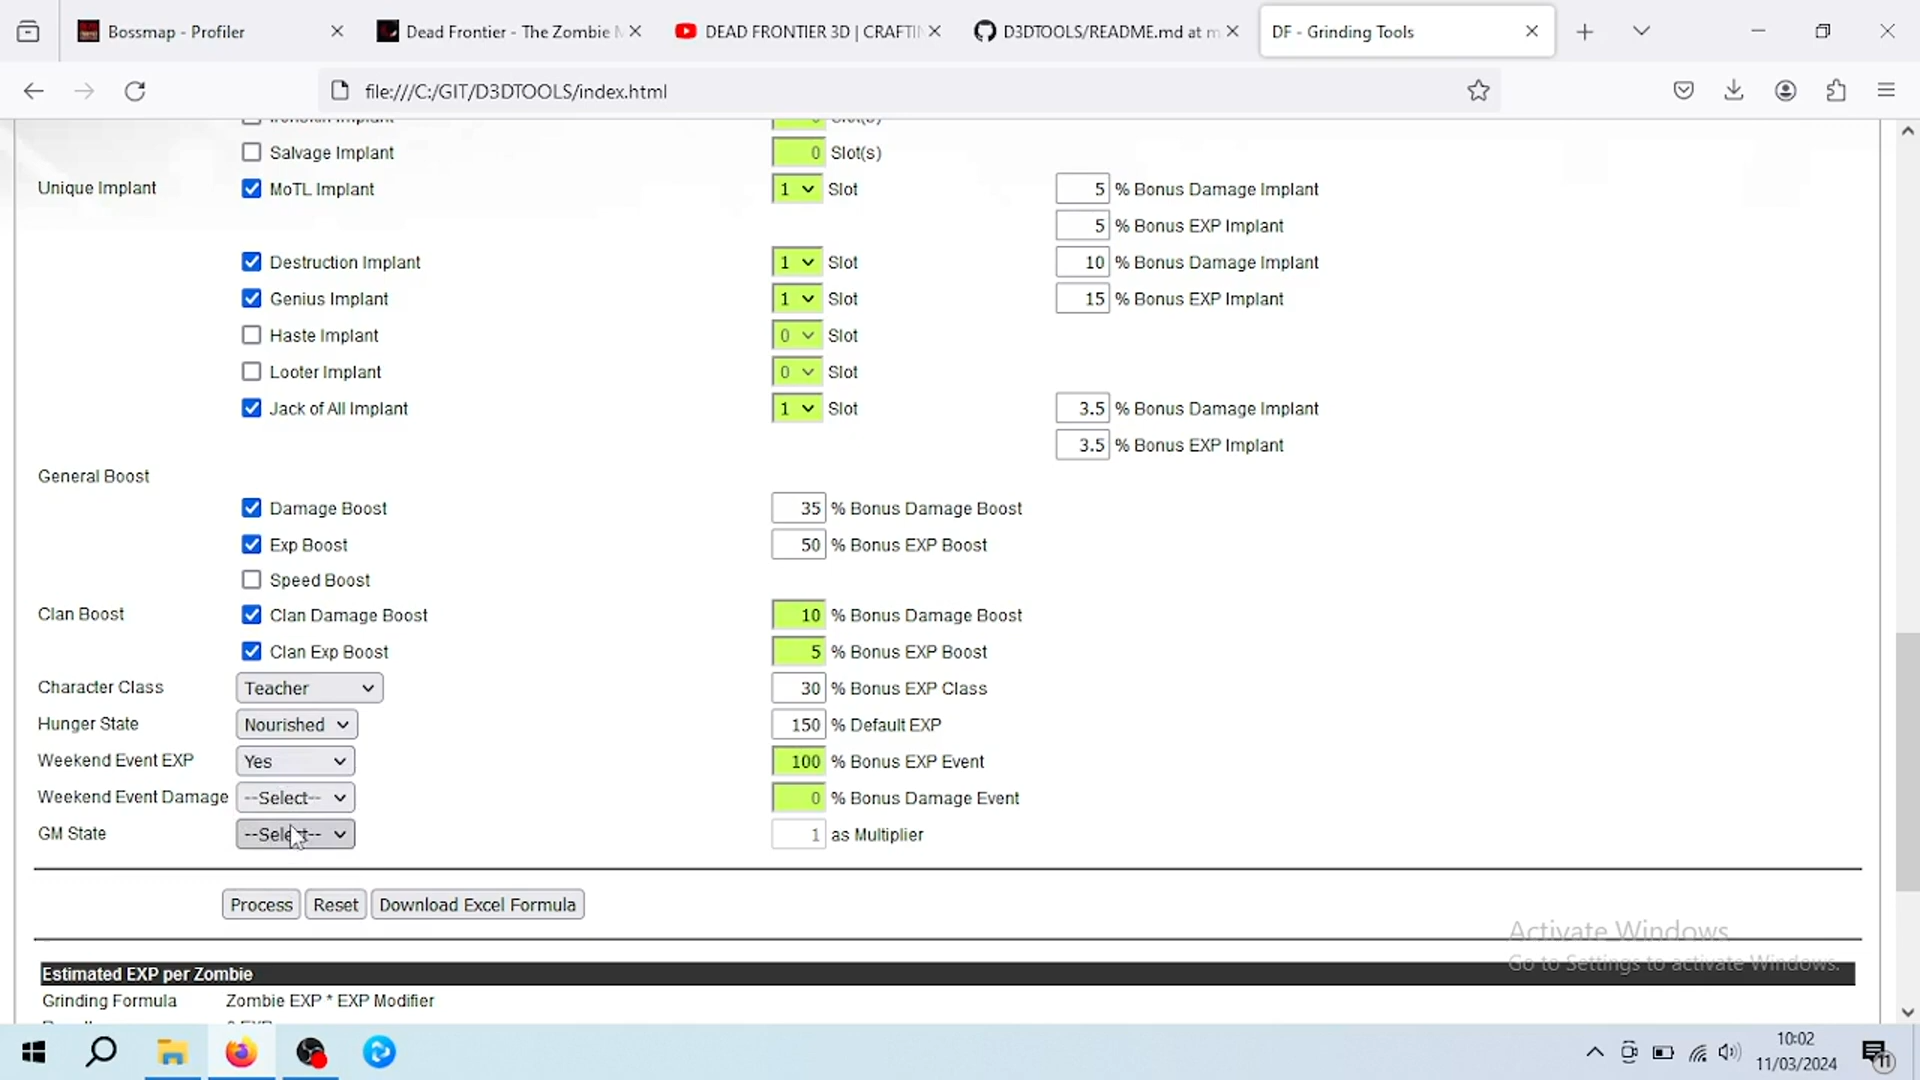 Bossmap - Profiler
Dead Frontier - The Zombie M
DEAD FRONTIER 3D | CRAFTIN
D3DTOOLS/README.md at m
DF - Grinding Tools
file:///C:/GIT/D3DTOOLS/index.html
Salvage Implant 0 Slot(s)
Unique Implant MoTL Implant 1 Slot 5 % Bonus Damage Implant
5 % Bonus EXP Implant
Destruction Implant 1 Slot 10 % Bonus Damage Implant
Genius Implant 1 Slot 15 % Bonus EXP Implant
Haste Implant 0 Slot
Looter Implant 0 Slot
Jack of All Implant 1 Slot 3.5 % Bonus Damage Implant
3.5 % Bonus EXP Implant
General Boost
Damage Boost 35 % Bonus Damage Boost
Exp Boost 50 % Bonus EXP Boost
Speed Boost
Clan Boost Clan Damage Boost 10 % Bonus Damage Boost
Clan Exp Boost 5 % Bonus EXP Boost
Character Class Teacher 30 % Bonus EXP Class
Hunger State Nourished 150 % Default EXP
Weekend Event EXP Yes 100 % Bonus EXP Event
Weekend Event Damage --Select-- 0 % Bonus Damage Event
GM State --Select-- 1 as Multiplier
Process Reset Download Excel Formula
Activate Windows
Go to Settings to activate Windows.
Estimated EXP per Zombie
Grinding Formula Zombie EXP * EXP Modifier
10:02
11/03/2024
11